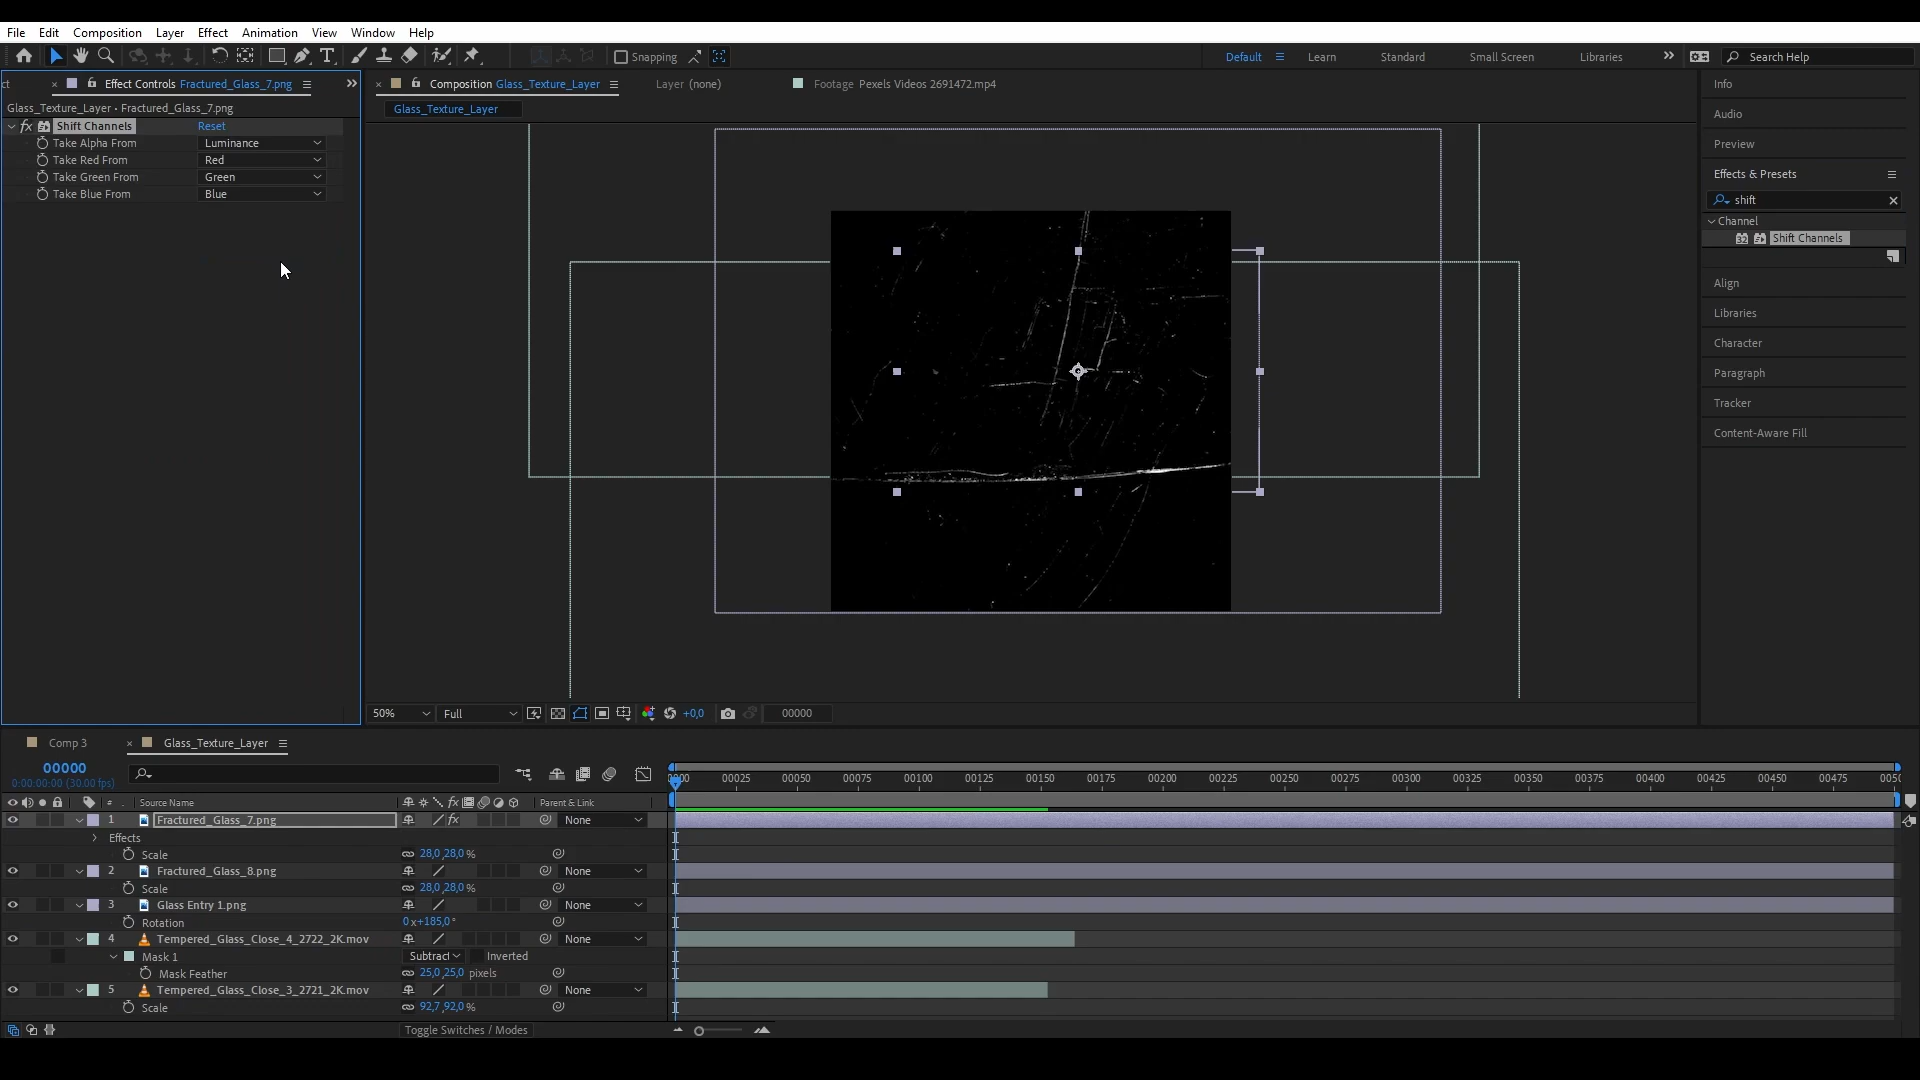 File Edit Composition Layer Effect Animation View Window Help
Snapping
Default Learn Standard Small Screen Libraries Search Help
ct Effect Controls Fractured_Glass_7.png
Composition Glass_Texture_Layer
Layer (none)
Footage Pexels Videos 2691472.mp4
Glass_Texture_Layer • Fractured_Glass_7.png
fx Shift Channels Reset
Take Alpha From Luminance
Take Red From Red
Take Green From Green
Take Blue From Blue
Glass_Texture_Layer
Info
Audio
Preview
Effects & Presets
shift
Channel
32 Shift Channels
Align
Libraries
Character
Paragraph
Tracker
Content-Aware Fill
50% Full +0,0 00000
Comp 3 Glass_Texture_Layer
00000
0:00:00:00 (30,00 fps)
00025 00050 00075 00100 00125 00150 00175 00200 00225 00250 00275 00300 00325 00350 00375 00400 00425 00450 00475
# Source Name fx Parent & Link
1 Fractured_Glass_7.png fx None
Effects
Scale 28,0,28,0 %
2 Fractured_Glass_8.png None
Scale 28,0,28,0 %
3 Glass Entry 1.png None
Rotation 0 x+185,0°
4 Tempered_Glass_Close_4_2722_2K.mov None
Mask 1 Subtract Inverted
Mask Feather 25,0,25,0 pixels
5 Tempered_Glass_Close_3_2721_2K.mov None
Scale 92,7,92,0 %
Toggle Switches / Modes